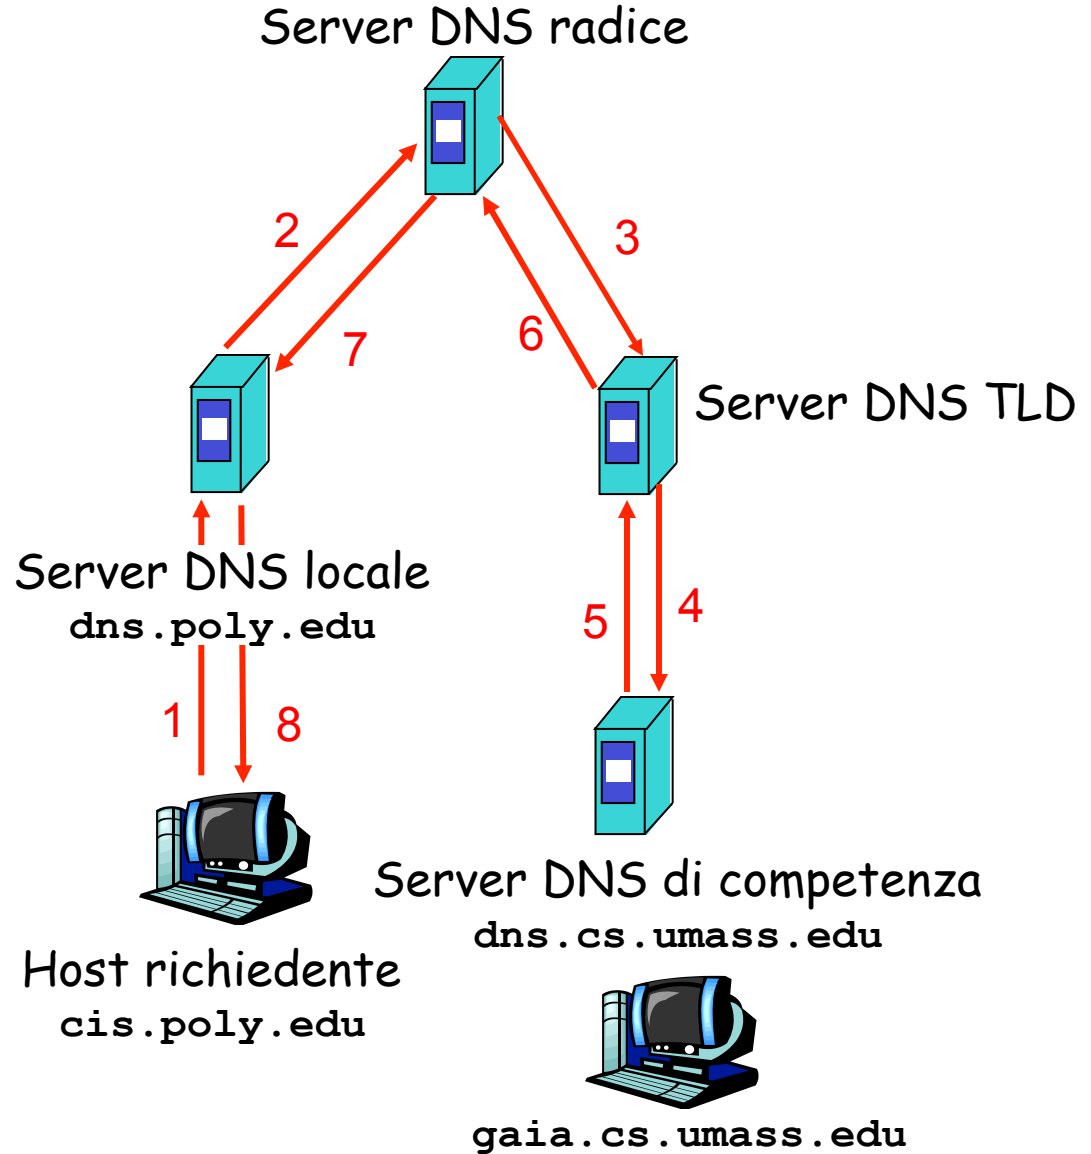 Server DNS radice
2
3
7
6
Server DNS TLD
Server DNS locale
dns.poly.edu
5
4
1
8
Server DNS di competenza
dns.cs.umass.edu
Host richiedente
cis.poly.edu
gaia.cs.umass.edu